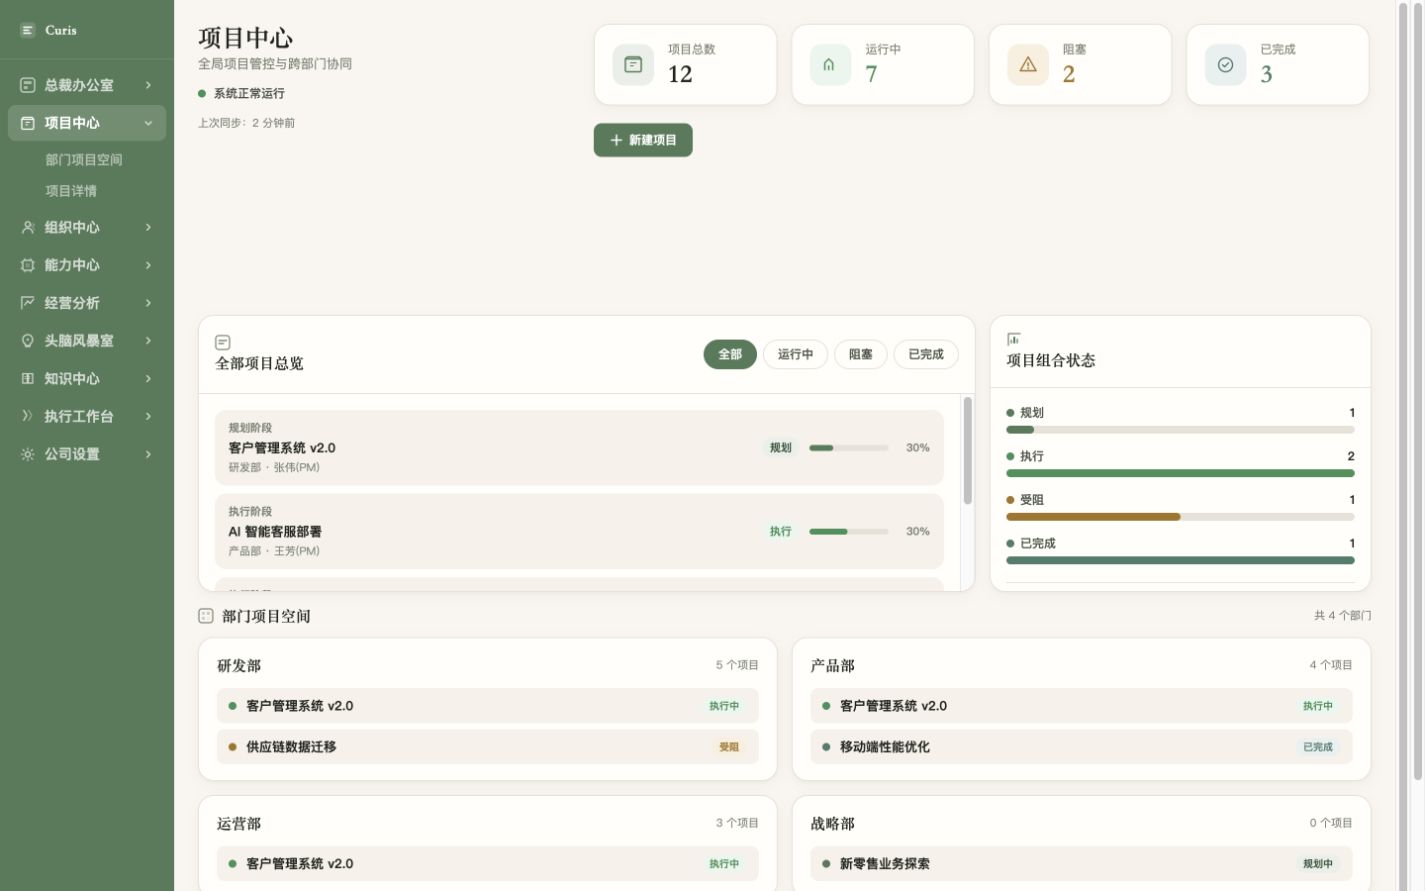 Curis
总裁办公室
项目中心
部门项目空间
项目详情
组织中心
能力中心
经营分析
头脑风暴室
知识中心
执行工作台
公司设置
项目中心
全局项目管控与跨部门协同
系统正常运行
上次同步：2 分钟前
项目总数
12
运行中
7
阻塞
2
已完成
3
新建项目
全部项目总览
全部 运行中 阻塞 已完成
规划阶段
客户管理系统 v2.0
研发部 · 张伟(PM)
规划 30%
执行阶段
AI 智能客服部署
产品部 · 王芳(PM)
执行 30%
项目组合状态
规划 1
执行 2
受阻 1
已完成 1
部门项目空间
共 4 个部门
研发部 5 个项目
客户管理系统 v2.0 执行中
供应链数据迁移 受阻
产品部 4 个项目
客户管理系统 v2.0 执行中
移动端性能优化 已完成
运营部 3 个项目
客户管理系统 v2.0 执行中
战略部 0 个项目
新零售业务探索 规划中